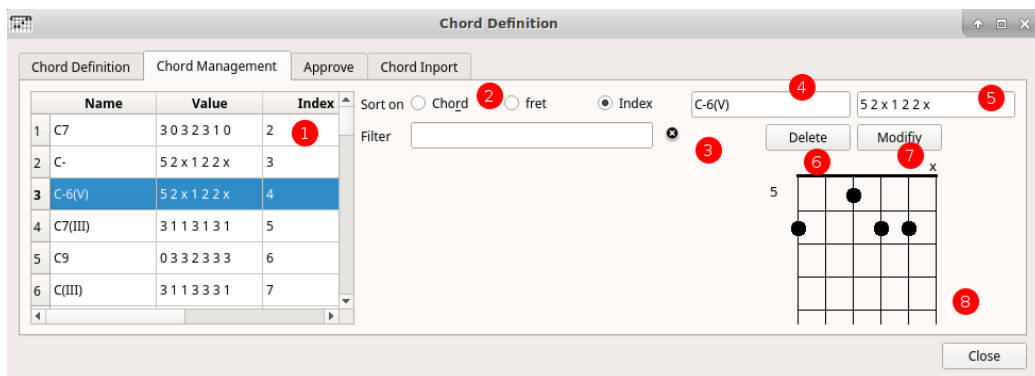 Chord Definition
Chord Definition Chord Management Approve Chord Inport
Name Value Index
1 C7 3 0 3 2 3 1 0 2
2 C- 5 2 x 1 2 2 x 3
3 C-6(V) 5 2 x 1 2 2 x 4
4 C7(III) 3 1 1 3 1 3 1 5
5 C9 0 3 3 2 3 3 3 6
6 C(III) 3 1 1 3 3 3 1 7
1
Sort on Chord 2 fret Index
Filter
3
C-6(V) 4 5 2 x 1 2 2 x 5
Delete Modifiy
6 7
x
5
8
Close